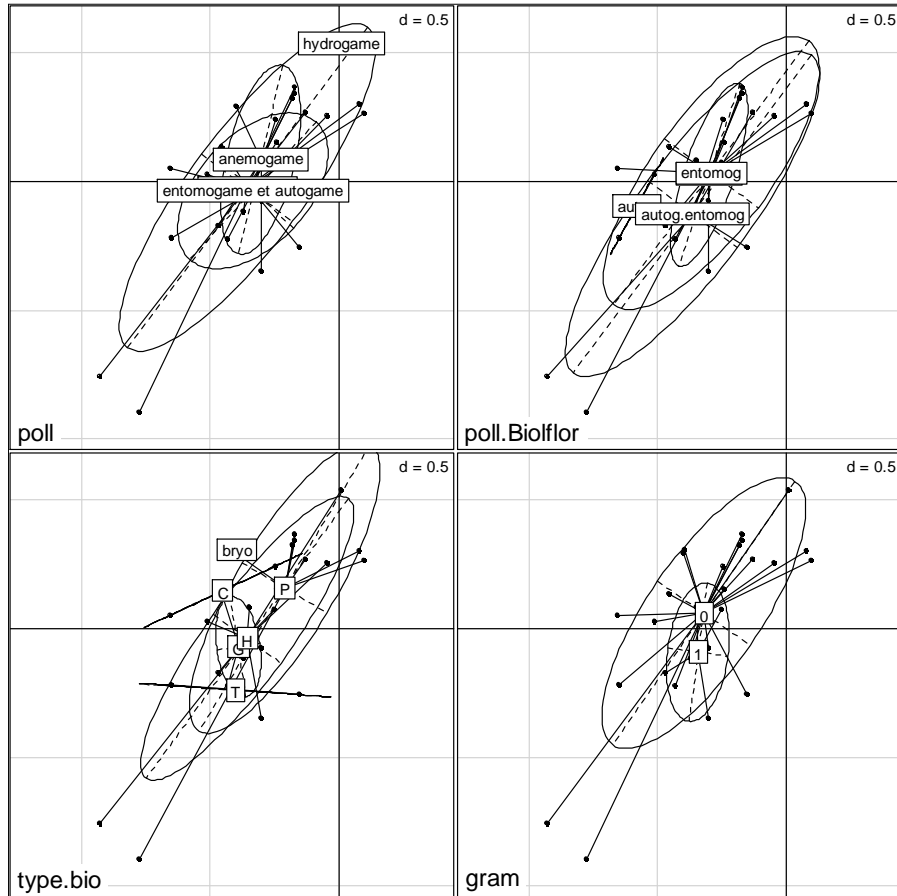 d = 0.5
hydrogame
anemogame
entomogame et autogame
poll
d = 0.5
entomog
autog.entomog
poll.Biolflor
d = 0.5
bryo
C
P
H
T
type.bio
d = 0.5
0
1
gram